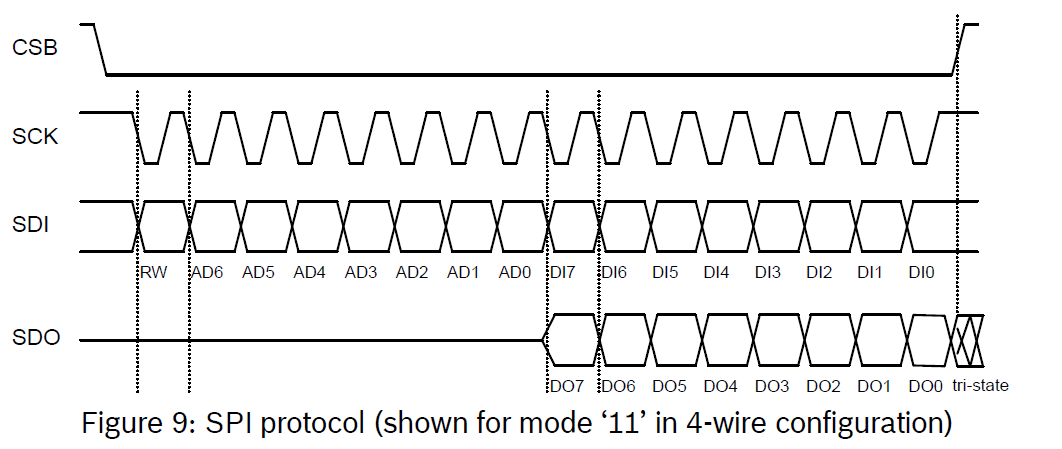 CSB
SCK
SDI
RW AD6 AD5 AD4 AD3 AD2 AD1 AD0 DI7 DI6 DI5 DI4 DI3 DI2 DI1 DI0
SDO
DO7 DO6 DO5 DO4 DO3 DO2 DO1 DO0 tri-state
Figure 9: SPI protocol (shown for mode ‘11’ in 4-wire configuration)